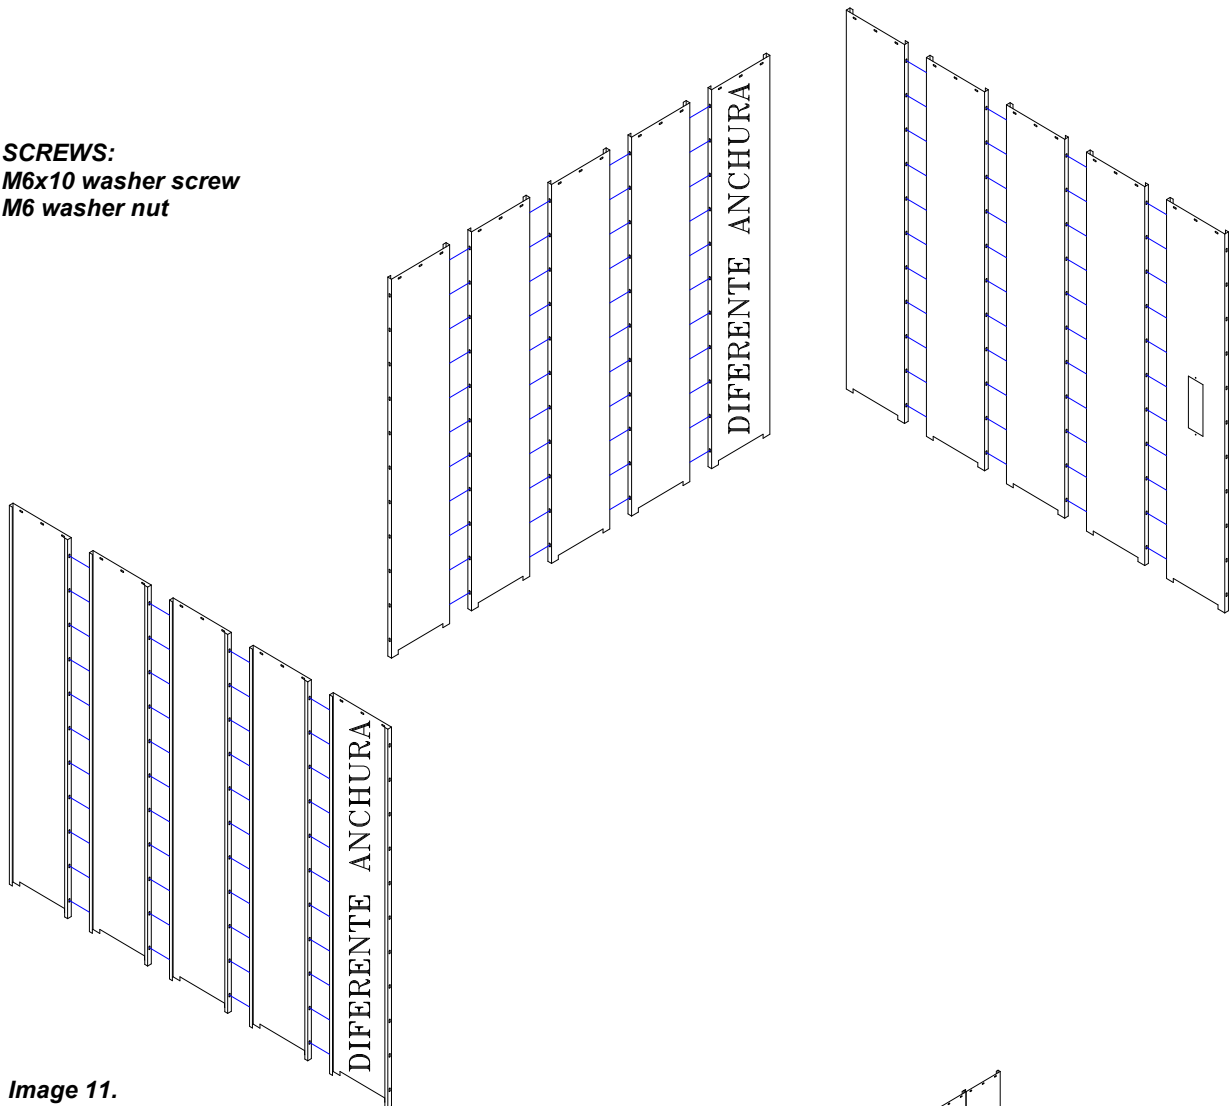 SCREWS:
M6x10 washer screw
M6 washer nut
DIFERENTE ANCHURA
DIFERENTE ANCHURA
Image 11.